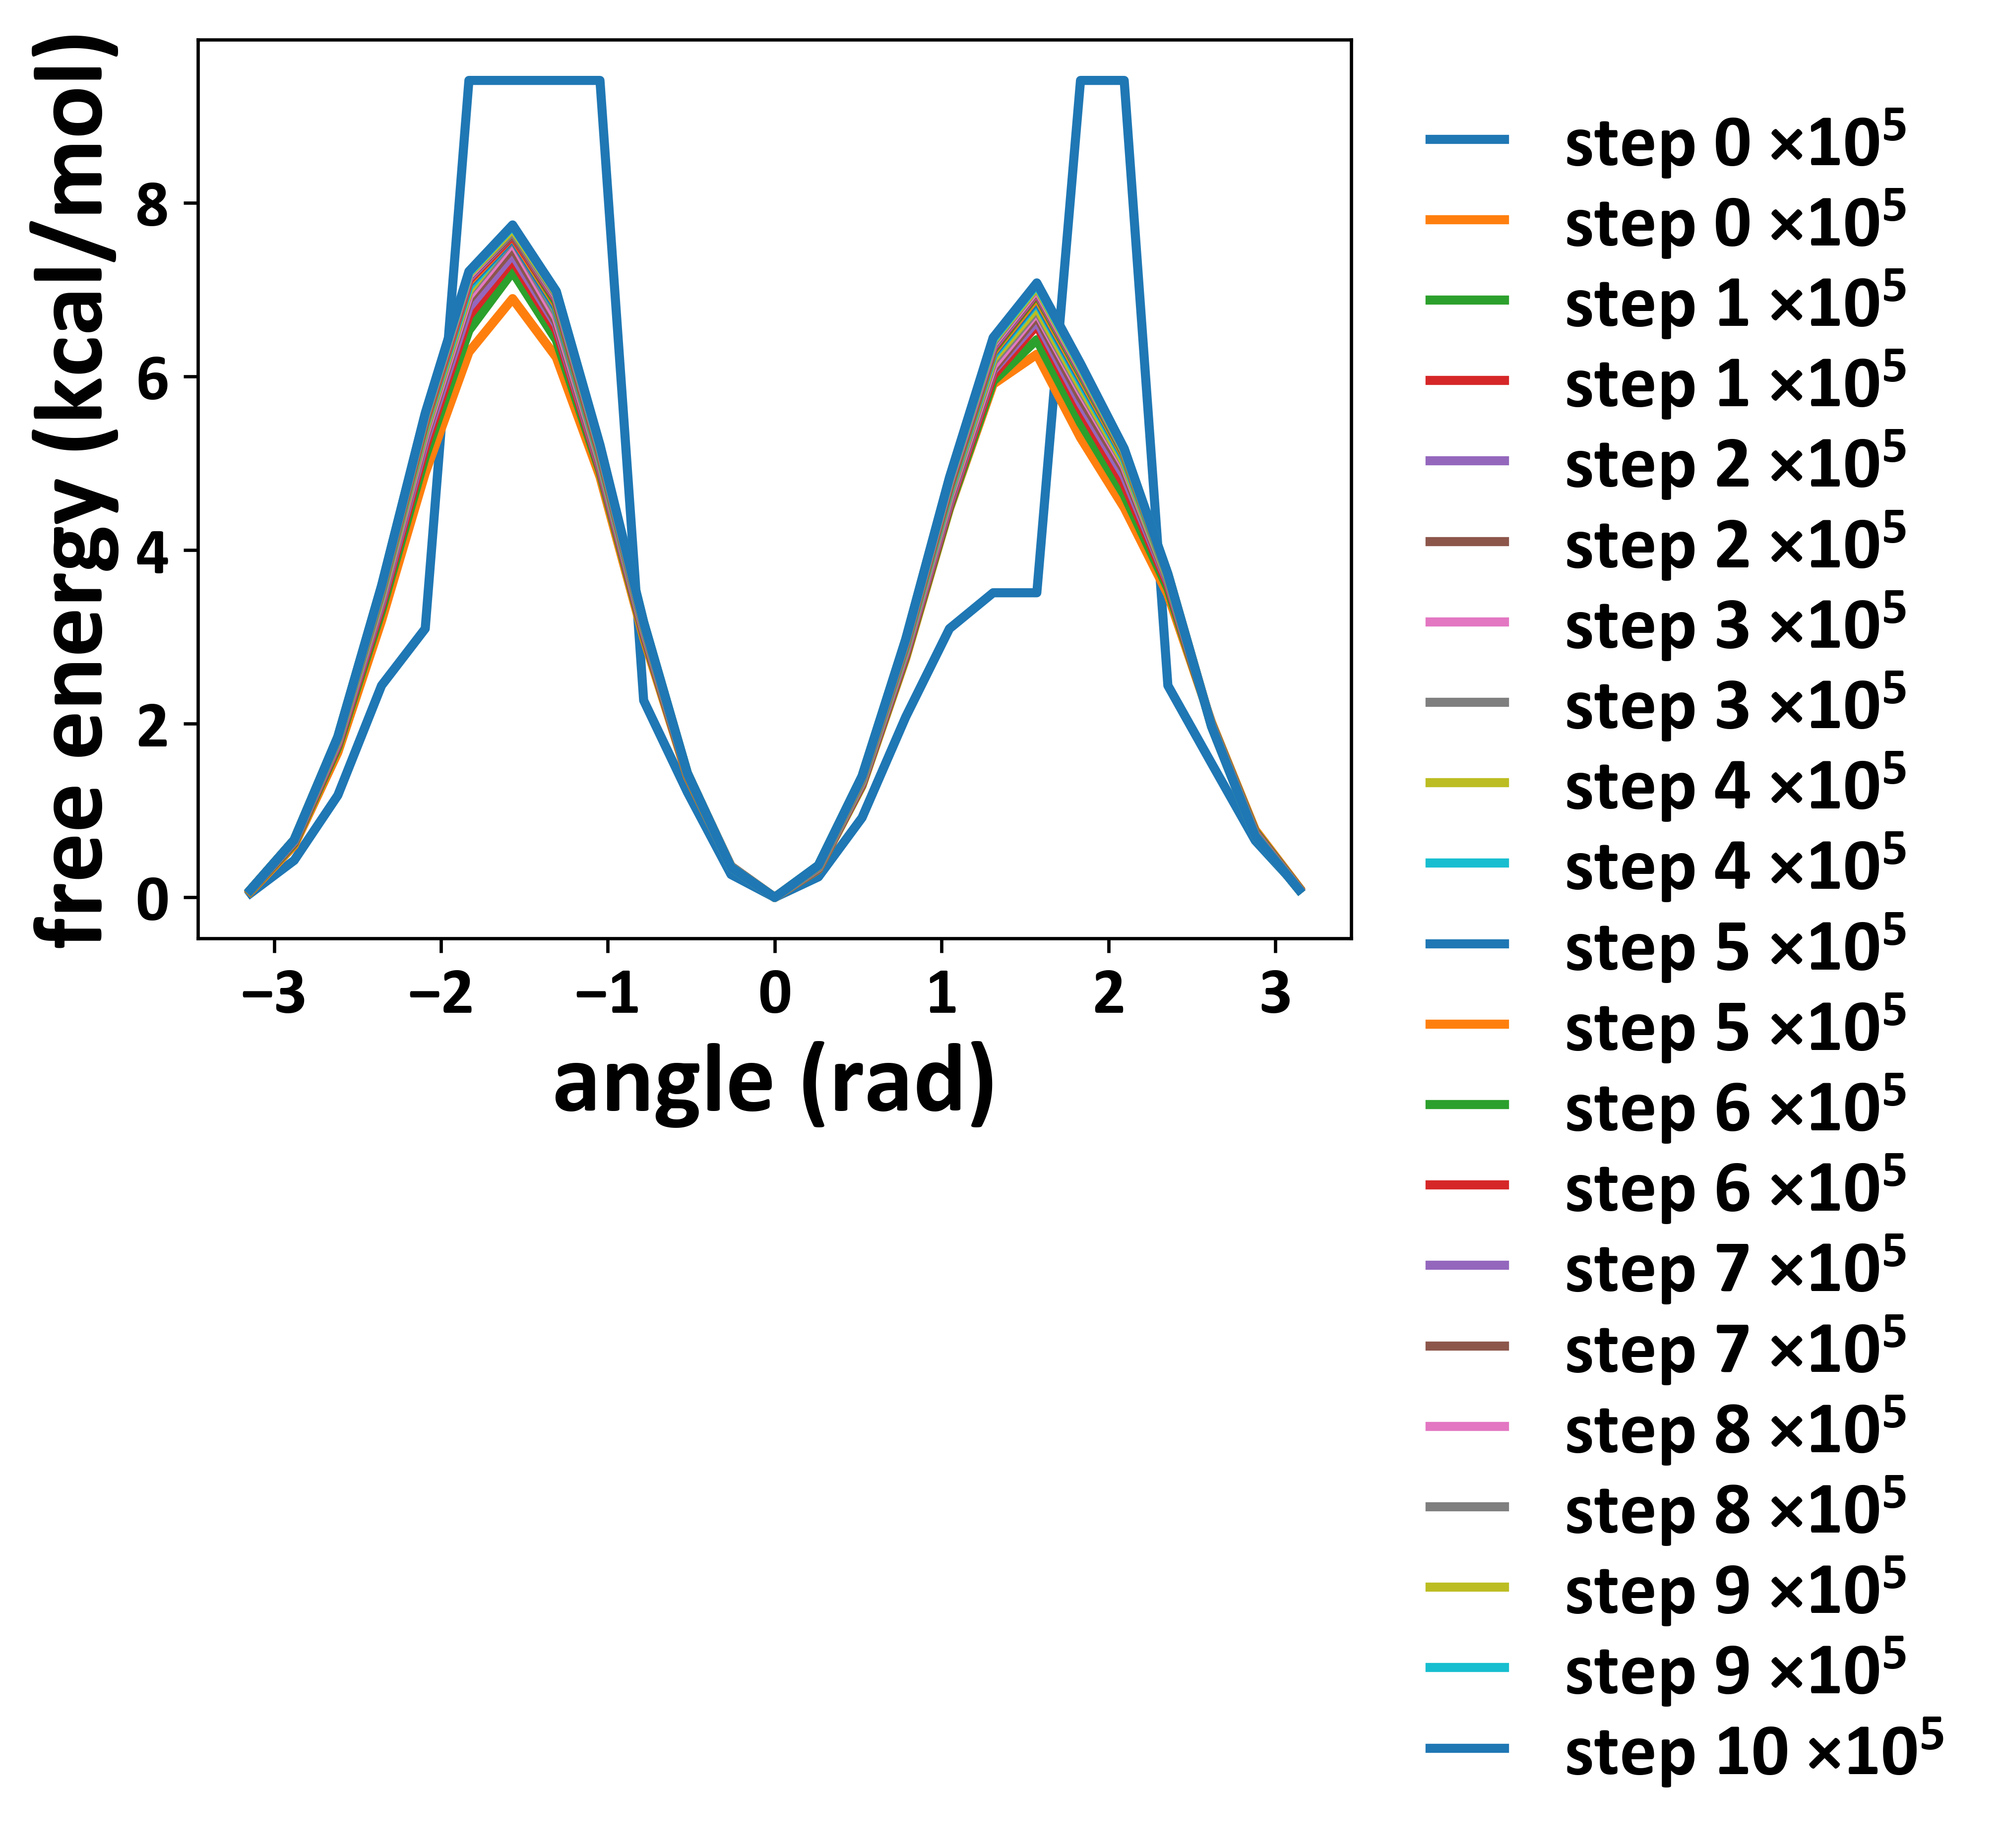 free energy (kcal/mol)
8
6
4
2
0
−3 −2 −1 0 1 2 3
angle (rad)
step 0 ×10⁵
step 0 ×10⁵
step 1 ×10⁵
step 1 ×10⁵
step 2 ×10⁵
step 2 ×10⁵
step 3 ×10⁵
step 3 ×10⁵
step 4 ×10⁵
step 4 ×10⁵
step 5 ×10⁵
step 5 ×10⁵
step 6 ×10⁵
step 6 ×10⁵
step 7 ×10⁵
step 7 ×10⁵
step 8 ×10⁵
step 8 ×10⁵
step 9 ×10⁵
step 9 ×10⁵
step 10 ×10⁵